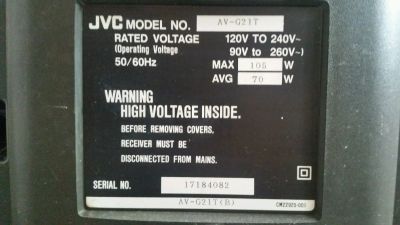 JVC MODEL NO. AV-G21T
RATED VOLTAGE 120V TO 240V~
(Operating Voltage 90V to 260V~)
50/60Hz MAX 105 W
AVG 70 W
WARNING
HIGH VOLTAGE INSIDE.
BEFORE REMOVING COVERS,
RECEIVER MUST BE
DISCONNECTED FROM MAINS.
SERIAL NO. 17184082
AV-G21T(B) CM22925-001